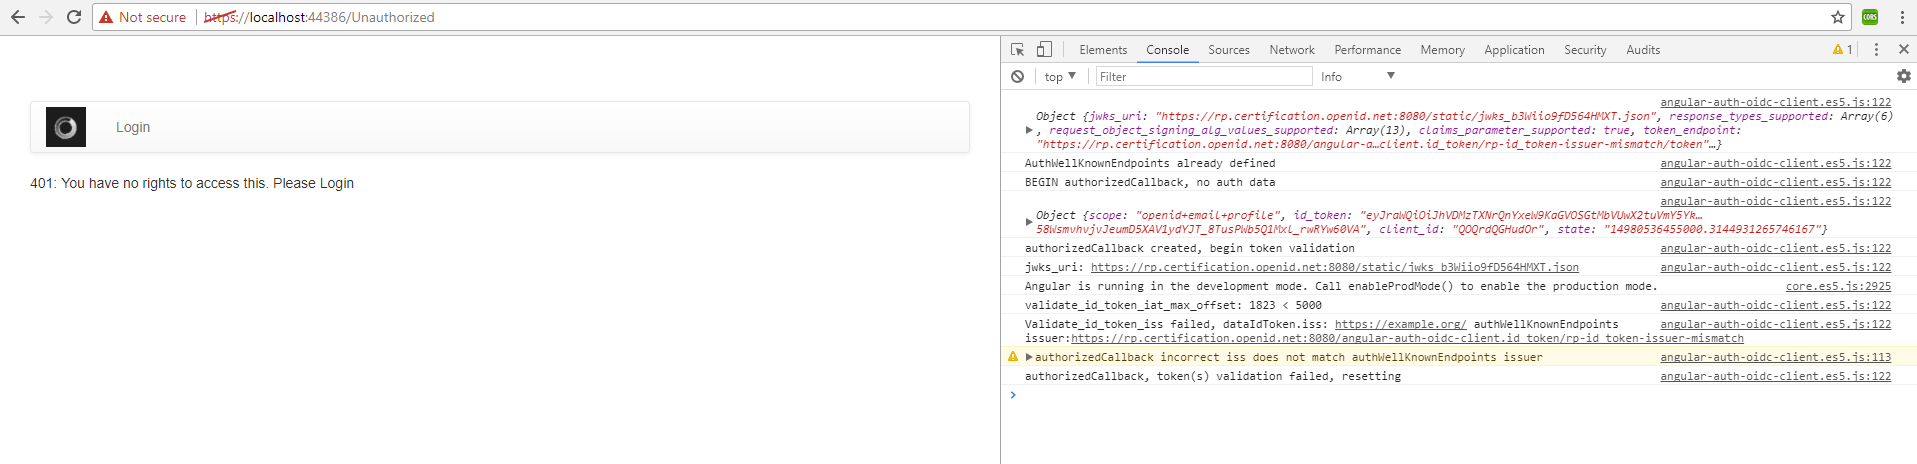 Not secure https://localhost:44386/Unauthorized CORS
Elements Console Sources Network Performance Memory Application Security Audits 1
top Filter Info
Login
401: You have no rights to access this. Please Login
angular-auth-oidc-client.es5.js:122
Object {jwks_uri: "https://rp.certification.openid.net:8080/static/jwks_b3Wiio9fD564HMXT.json", response_types_supported: Array(6)
, request_object_signing_alg_values_supported: Array(13), claims_parameter_supported: true, token_endpoint:
"https://rp.certification.openid.net:8080/angular-a…client.id_token/rp-id_token-issuer-mismatch/token"…}
AuthWellKnownEndpoints already defined angular-auth-oidc-client.es5.js:122
BEGIN authorizedCallback, no auth data angular-auth-oidc-client.es5.js:122
angular-auth-oidc-client.es5.js:122
Object {scope: "openid+email+profile", id_token: "eyJraWQiOiJhVDMzTXNrQnYxeW9KaGVOSGtMbVUwX2tuVmY5Yk…
58WsmvhvjvJeumD5XAV1ydYJT_8TusPWb5Q1Mxl_rwRYw60VA", client_id: "QOQrdQGHudOr", state: "14980536455000.3144931265746167"}
authorizedCallback created, begin token validation angular-auth-oidc-client.es5.js:122
jwks_uri: https://rp.certification.openid.net:8080/static/jwks_b3Wiio9fD564HMXT.json angular-auth-oidc-client.es5.js:122
Angular is running in the development mode. Call enableProdMode() to enable the production mode. core.es5.js:2925
validate_id_token_iat_max_offset: 1823 < 5000 angular-auth-oidc-client.es5.js:122
Validate_id_token_iss failed, dataIdToken.iss: https://example.org/ authWellKnownEndpoints angular-auth-oidc-client.es5.js:122
issuer:https://rp.certification.openid.net:8080/angular-auth-oidc-client.id_token/rp-id_token-issuer-mismatch
authorizedCallback incorrect iss does not match authWellKnownEndpoints issuer angular-auth-oidc-client.es5.js:113
authorizedCallback, token(s) validation failed, resetting angular-auth-oidc-client.es5.js:122